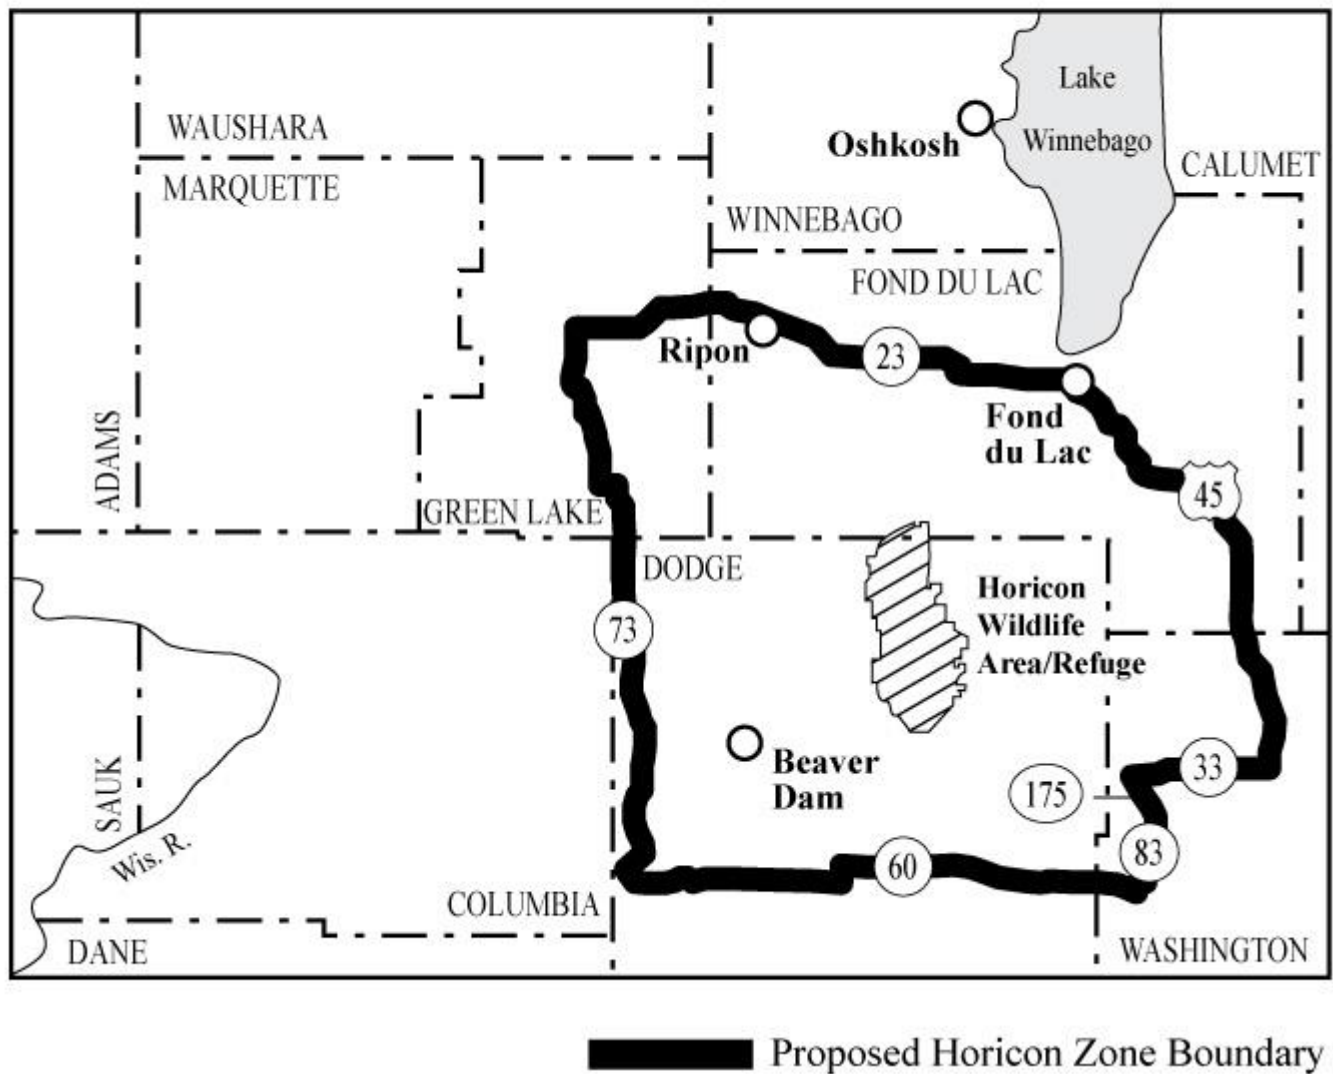 Lake
Winnebago
WAUSHARA
Oshkosh
CALUMET
MARQUETTE
WINNEBAGO
FOND DU LAC
Ripon
23
Fond
du Lac
ADAMS
45
GREEN LAKE
DODGE
Horicon
Wildlife
Area/Refuge
73
Beaver
Dam
33
175
SAUK
Wis. R.
83
60
COLUMBIA
DANE
WASHINGTON
Proposed Horicon Zone Boundary